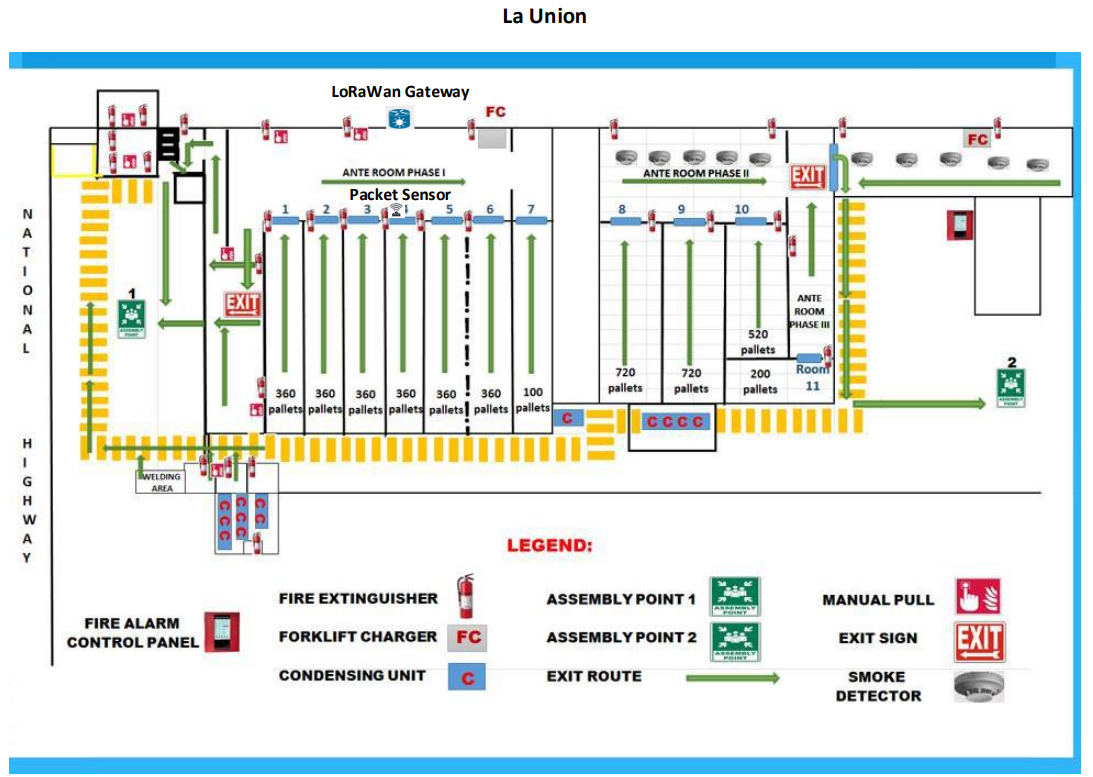 La Union
LoRaWan Gateway
FC
FC
ANTE ROOM PHASE I
ANTE ROOM PHASE II
EXIT
Packet Sensor
1
2
3
4
5
6
7
8
9
10
NATIONAL
HIGHWAY
1
ASSEMBLY
POINT
EXIT
ANTE
ROOM
PHASE III
360
pallets
360
pallets
360
pallets
360
pallets
360
pallets
360
pallets
100
pallets
720
pallets
720
pallets
520
pallets
200
pallets
Room
11
2
ASSEMBLY
POINT
C
C C C C
WELDING
AREA
C
C
C
C
C
C
C
C
LEGEND:
FIRE ALARM
CONTROL PANEL
FIRE EXTINGUISHER
FORKLIFT CHARGER
FC
CONDENSING UNIT
C
ASSEMBLY POINT 1
ASSEMBLY
POINT
ASSEMBLY POINT 2
ASSEMBLY
POINT
EXIT ROUTE
MANUAL PULL
EXIT SIGN
EXIT
SMOKE
DETECTOR